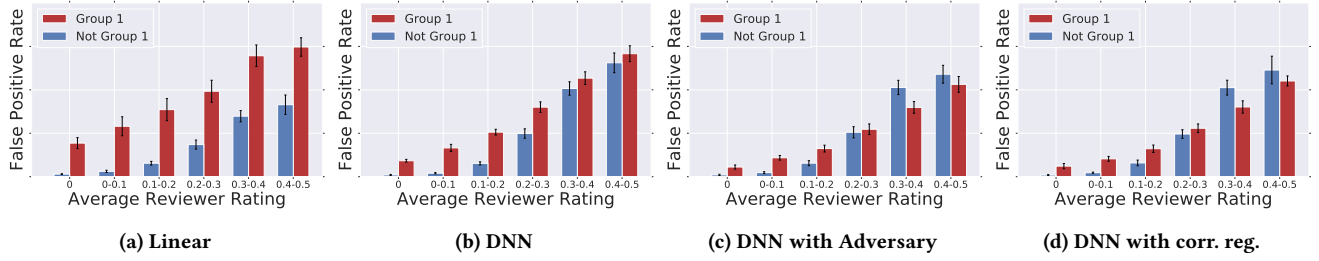 False Positive Rate
Group 1
Not Group 1
0 0-0.1 0.1-0.2 0.2-0.3 0.3-0.4 0.4-0.5
Average Reviewer Rating
(a) Linear
False Positive Rate
Group 1
Not Group 1
0 0-0.1 0.1-0.2 0.2-0.3 0.3-0.4 0.4-0.5
Average Reviewer Rating
(b) DNN
False Positive Rate
Group 1
Not Group 1
0 0-0.1 0.1-0.2 0.2-0.3 0.3-0.4 0.4-0.5
Average Reviewer Rating
(c) DNN with Adversary
False Positive Rate
Group 1
Not Group 1
0 0-0.1 0.1-0.2 0.2-0.3 0.3-0.4 0.4-0.5
Average Reviewer Rating
(d) DNN with corr. reg.